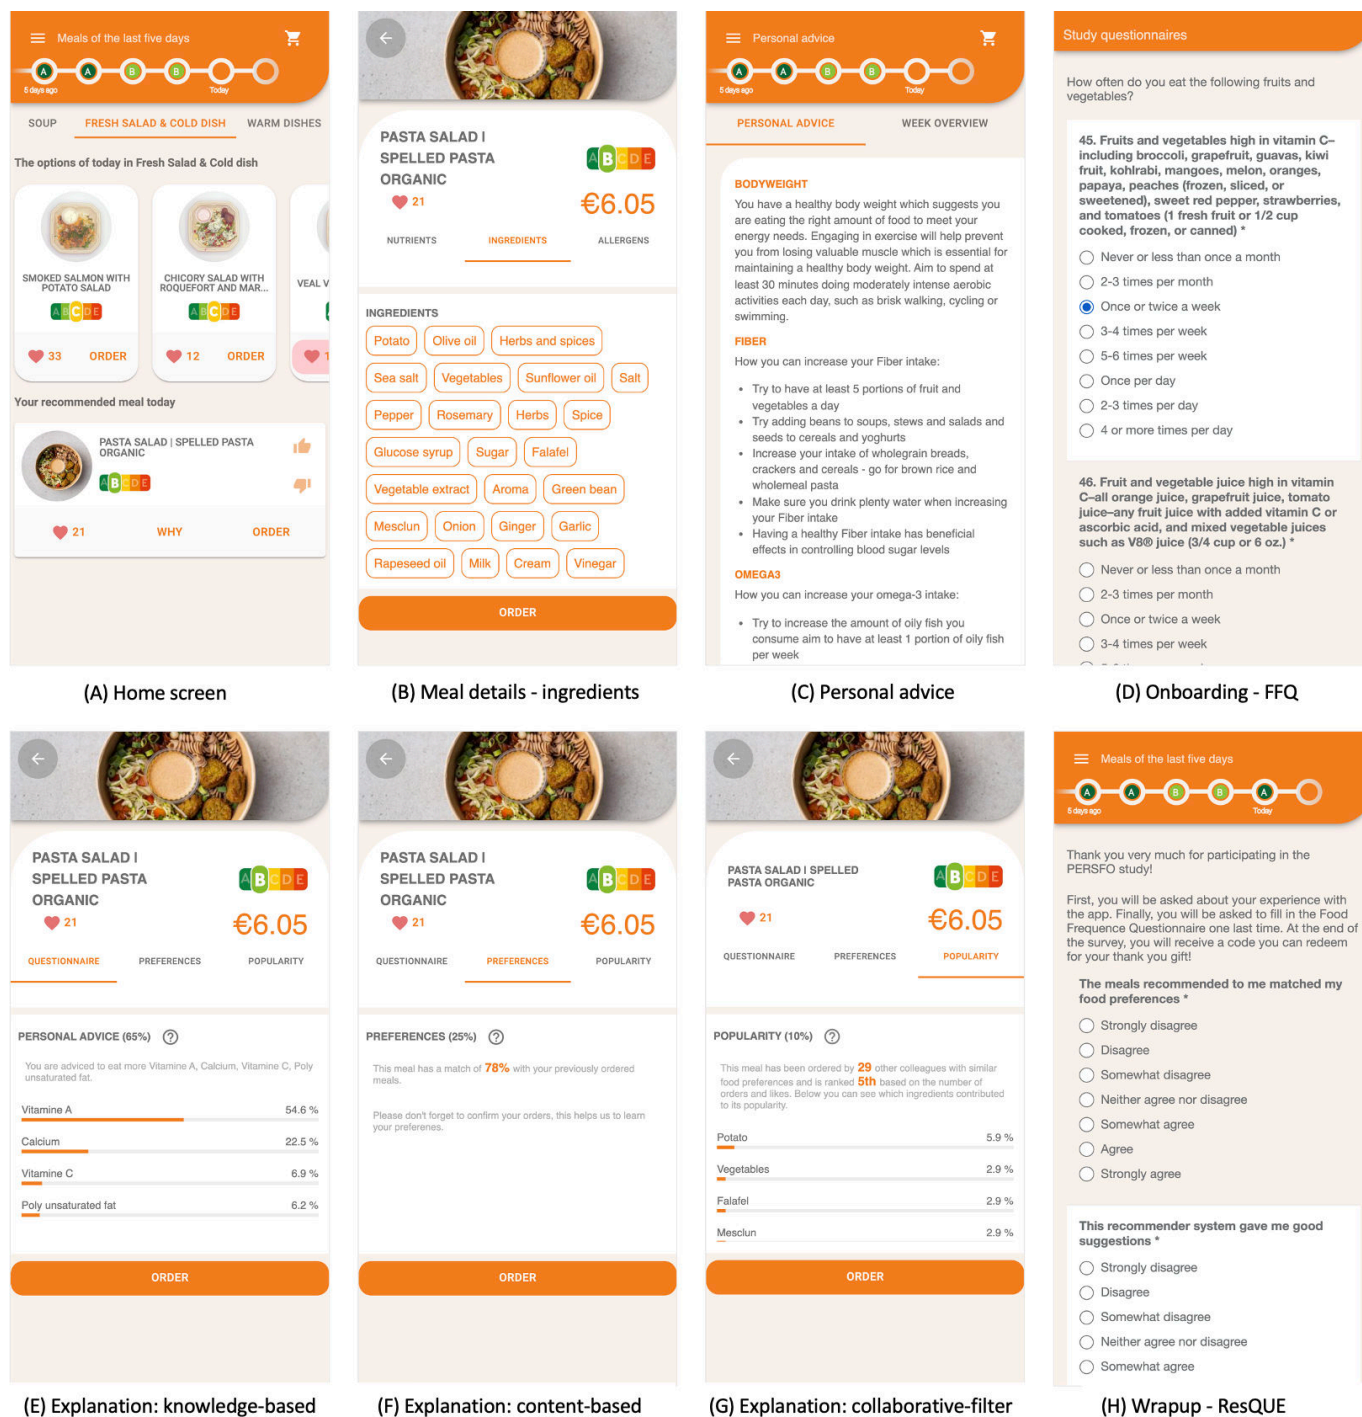 Meals of the last five days
A A B B
5 days ago Today
SOUP FRESH SALAD & COLD DISH WARM DISHES
The options of today in Fresh Salad & Cold dish
SMOKED SALMON WITH
POTATO SALAD
A B C D E
33 ORDER
CHICORY SALAD WITH
ROQUEFORT AND MAR...
A B C D E
12 ORDER
VEAL V
1
Your recommended meal today
PASTA SALAD | SPELLED PASTA
ORGANIC
A B C D E
21 WHY ORDER
(A) Home screen
PASTA SALAD |
SPELLED PASTA
ORGANIC
A B C D E
21
€6.05
NUTRIENTS INGREDIENTS ALLERGENS
INGREDIENTS
Potato Olive oil Herbs and spices
Sea salt Vegetables Sunflower oil Salt
Pepper Rosemary Herbs Spice
Glucose syrup Sugar Falafel
Vegetable extract Aroma Green bean
Mesclun Onion Ginger Garlic
Rapeseed oil Milk Cream Vinegar
ORDER
(B) Meal details - ingredients
Personal advice
A A B B
5 days ago Today
PERSONAL ADVICE WEEK OVERVIEW
BODYWEIGHT
You have a healthy body weight which suggests you
are eating the right amount of food to meet your
energy needs. Engaging in exercise will help prevent
you from losing valuable muscle which is essential for
maintaining a healthy body weight. Aim to spend at
least 30 minutes doing moderately intense aerobic
activities each day, such as brisk walking, cycling or
swimming.
FIBER
How you can increase your Fiber intake:
• Try to have at least 5 portions of fruit and
vegetables a day
• Try adding beans to soups, stews and salads and
seeds to cereals and yoghurts
• Increase your intake of wholegrain breads,
crackers and cereals - go for brown rice and
wholemeal pasta
• Make sure you drink plenty water when increasing
your Fiber intake
• Having a healthy Fiber intake has beneficial
effects in controlling blood sugar levels
OMEGA3
How you can increase your omega-3 intake:
• Try to increase the amount of oily fish you
consume aim to have at least 1 portion of oily fish
per week
(C) Personal advice
Study questionnaires
How often do you eat the following fruits and
vegetables?
45. Fruits and vegetables high in vitamin C–
including broccoli, grapefruit, guavas, kiwi
fruit, kohlrabi, mangoes, melon, oranges,
papaya, peaches (frozen, sliced, or
sweetened), sweet red pepper, strawberries,
and tomatoes (1 fresh fruit or 1/2 cup
cooked, frozen, or canned) *
Never or less than once a month
2-3 times per month
Once or twice a week
3-4 times per week
5-6 times per week
Once per day
2-3 times per day
4 or more times per day
46. Fruit and vegetable juice high in vitamin
C–all orange juice, grapefruit juice, tomato
juice–any fruit juice with added vitamin C or
ascorbic acid, and mixed vegetable juices
such as V8® juice (3/4 cup or 6 oz.) *
Never or less than once a month
2-3 times per month
Once or twice a week
3-4 times per week
(D) Onboarding - FFQ
PASTA SALAD |
SPELLED PASTA
ORGANIC
A B C D E
21
€6.05
QUESTIONNAIRE PREFERENCES POPULARITY
PERSONAL ADVICE (65%) ?
You are adviced to eat more Vitamine A, Calcium, Vitamine C, Poly
unsaturated fat.
Vitamine A 54.6 %
Calcium 22.5 %
Vitamine C 6.9 %
Poly unsaturated fat 6.2 %
ORDER
(E) Explanation: knowledge-based
PASTA SALAD |
SPELLED PASTA
ORGANIC
A B C D E
21
€6.05
QUESTIONNAIRE PREFERENCES POPULARITY
PREFERENCES (25%) ?
This meal has a match of 78% with your previously ordered
meals.
Please don't forget to confirm your orders, this helps us to learn
your preferenes.
ORDER
(F) Explanation: content-based
PASTA SALAD | SPELLED
PASTA ORGANIC
A B C D E
21
€6.05
QUESTIONNAIRE PREFERENCES POPULARITY
POPULARITY (10%) ?
This meal has been ordered by 29 other colleagues with similar
food preferences and is ranked 5th based on the number of
orders and likes. Below you can see which ingredients contributed
to its popularity.
Potato 5.9 %
Vegetables 2.9 %
Falafel 2.9 %
Mesclun 2.9 %
ORDER
(G) Explanation: collaborative-filter
Meals of the last five days
A A B B A
5 days ago Today
Thank you very much for participating in the
PERSFO study!
First, you will be asked about your experience with
the app. Finally, you will be asked to fill in the Food
Frequence Questionnaire one last time. At the end of
the survey, you will receive a code you can redeem
for your thank you gift!
The meals recommended to me matched my
food preferences *
Strongly disagree
Disagree
Somewhat disagree
Neither agree nor disagree
Somewhat agree
Agree
Strongly agree
This recommender system gave me good
suggestions *
Strongly disagree
Disagree
Somewhat disagree
Neither agree nor disagree
Somewhat agree
(H) Wrapup - ResQUE